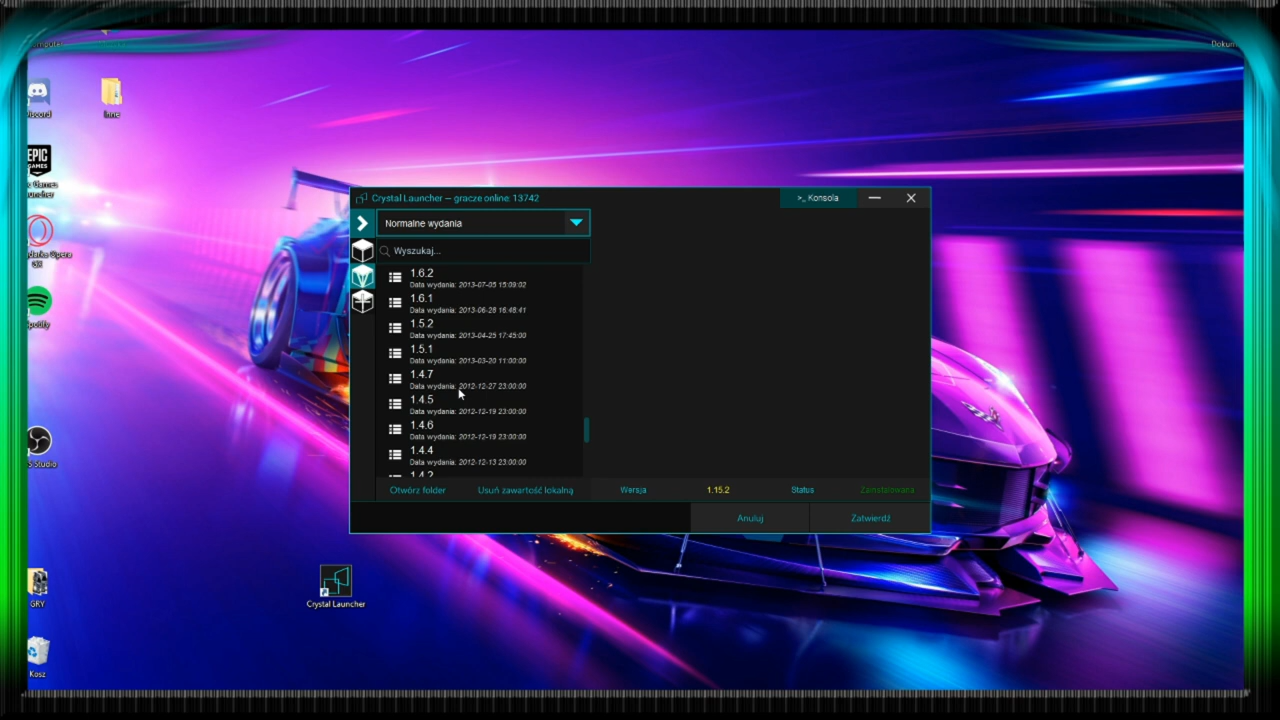 Inne
EPIC
GAMES
Kosz
GRY
Crystal Launcher
Crystal Launcher – gracze online: 13742
>_ Konsola
Normalne wydania
Wyszukaj...
1.6.2
Data wydania: 2013-07-05 15:09:02
1.6.1
Data wydania: 2013-06-28 16:48:41
1.5.2
Data wydania: 2013-04-25 17:45:00
1.5.1
Data wydania: 2013-03-20 11:00:00
1.4.7
Data wydania: 2012-12-27 23:00:00
1.4.5
Data wydania: 2012-12-19 23:00:00
1.4.6
Data wydania: 2012-12-19 23:00:00
1.4.4
Data wydania: 2012-12-13 23:00:00
1.4.2
Otwórz folder
Usuń zawartość lokalną
Wersja
1.15.2
Status
Zainstalowana
Anuluj
Zatwierdź